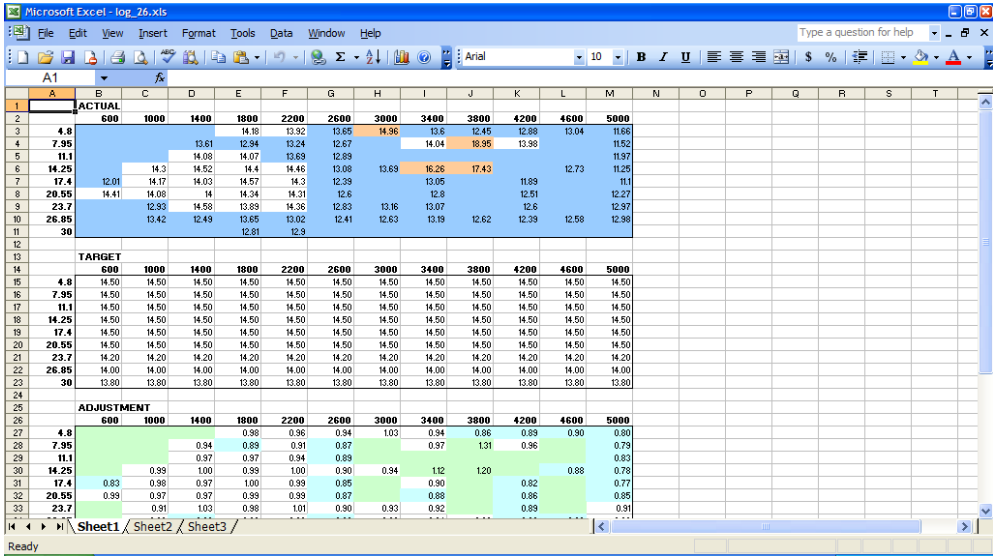 Microsoft Excel - log_26.xls
File Edit View Insert Format Tools Data Window Help Type a question for help
Arial 10 B I U $ %
A1 fx
A B C D E F G H I J K L M N O P Q R S T
1 ACTUAL
2 600 1000 1400 1800 2200 2600 3000 3400 3800 4200 4600 5000
3 4.8 14.18 13.92 13.65 14.96 13.6 12.45 12.88 13.04 11.66
4 7.95 13.61 12.94 13.24 12.67 14.04 18.95 13.98 11.52
5 11.1 14.08 14.07 13.69 12.89 11.97
6 14.25 14.3 14.52 14.4 14.46 13.08 13.69 16.26 17.43 12.73 11.25
7 17.4 12.01 14.17 14.03 14.57 14.3 12.39 13.05 11.89 11.1
8 20.55 14.41 14.08 14 14.34 14.31 12.6 12.8 12.51 12.27
9 23.7 12.93 14.58 13.89 14.36 12.83 13.16 13.07 12.6 12.97
10 26.85 13.42 12.49 13.65 13.02 12.41 12.63 13.19 12.62 12.39 12.58 12.98
11 30 12.81 12.9
12
13 TARGET
14 600 1000 1400 1800 2200 2600 3000 3400 3800 4200 4600 5000
15 4.8 14.50 14.50 14.50 14.50 14.50 14.50 14.50 14.50 14.50 14.50 14.50 14.50
16 7.95 14.50 14.50 14.50 14.50 14.50 14.50 14.50 14.50 14.50 14.50 14.50 14.50
17 11.1 14.50 14.50 14.50 14.50 14.50 14.50 14.50 14.50 14.50 14.50 14.50 14.50
18 14.25 14.50 14.50 14.50 14.50 14.50 14.50 14.50 14.50 14.50 14.50 14.50 14.50
19 17.4 14.50 14.50 14.50 14.50 14.50 14.50 14.50 14.50 14.50 14.50 14.50 14.50
20 20.55 14.50 14.50 14.50 14.50 14.50 14.50 14.50 14.50 14.50 14.50 14.50 14.50
21 23.7 14.20 14.20 14.20 14.20 14.20 14.20 14.20 14.20 14.20 14.20 14.20 14.20
22 26.85 14.00 14.00 14.00 14.00 14.00 14.00 14.00 14.00 14.00 14.00 14.00 14.00
23 30 13.80 13.80 13.80 13.80 13.80 13.80 13.80 13.80 13.80 13.80 13.80 13.80
24
25 ADJUSTMENT
26 600 1000 1400 1800 2200 2600 3000 3400 3800 4200 4600 5000
27 4.8 0.98 0.96 0.94 1.03 0.94 0.86 0.89 0.90 0.80
28 7.95 0.94 0.89 0.91 0.87 0.97 1.31 0.96 0.79
29 11.1 0.97 0.97 0.94 0.89 0.83
30 14.25 0.99 1.00 0.99 1.00 0.90 0.94 1.12 1.20 0.88 0.78
31 17.4 0.83 0.98 0.97 1.00 0.99 0.85 0.90 0.82 0.77
32 20.55 0.99 0.97 0.97 0.99 0.99 0.87 0.88 0.86 0.85
33 23.7 0.91 1.03 0.98 1.01 0.90 0.93 0.92 0.89 0.91
Sheet1 Sheet2 Sheet3
Ready